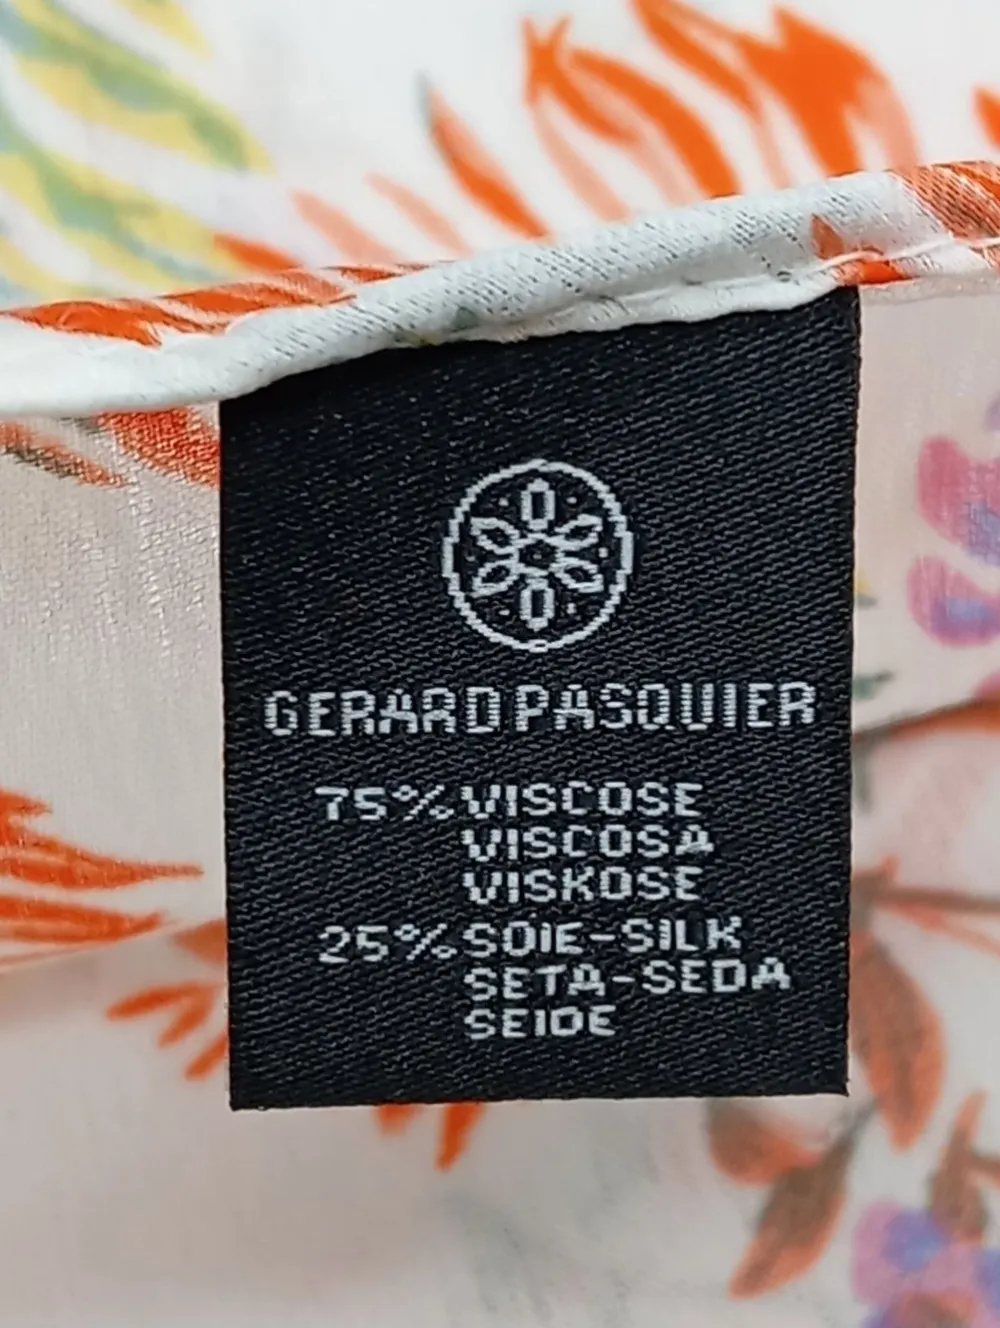 GERARD PASQUIER
75% VISCOSE
VISCOSA
VISKOSE
25% SOIE-SILK
SETA-SEDA
SEIDE